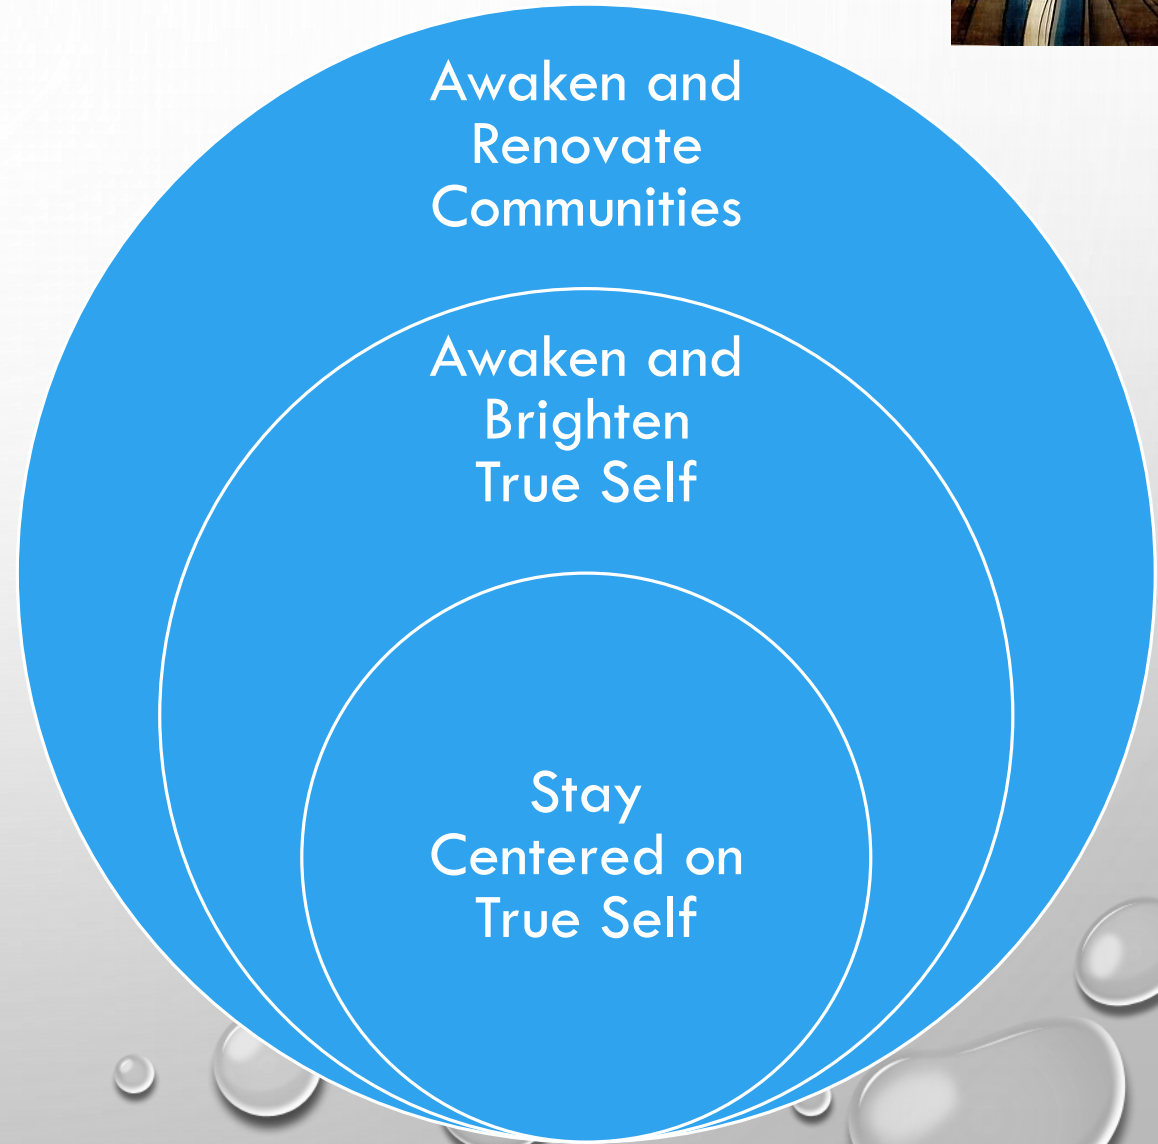 Awaken and
Renovate
Communities
Awaken and
Brighten
True Self
Stay
Centered on
True Self